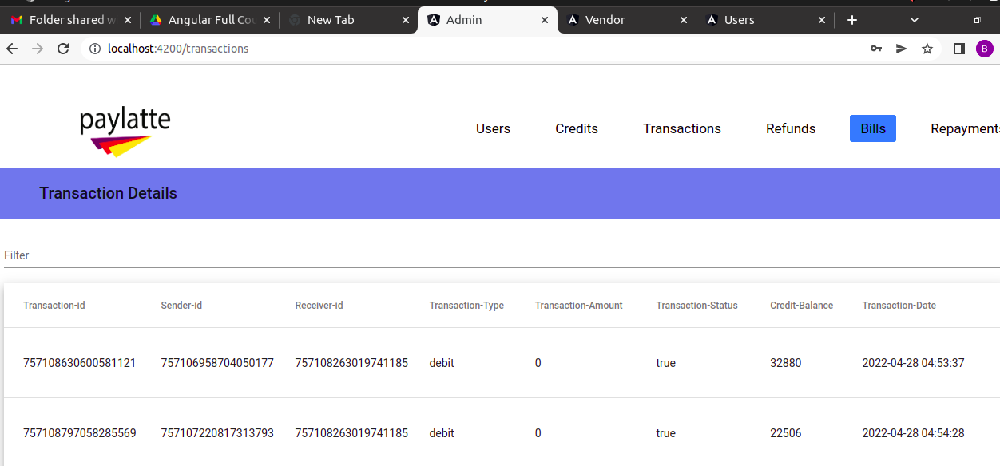 Folder shared w Angular Full Cou New Tab Admin Vendor Users
localhost:4200/transactions B
paylatte
Users Credits Transactions Refunds Bills Repayments
Transaction Details
Filter
Transaction-id Sender-id Receiver-id Transaction-Type Transaction-Amount Transaction-Status Credit-Balance Transaction-Date
757108630600581121 757106958704050177 757108263019741185 debit 0 true 32880 2022-04-28 04:53:37
757108797058285569 757107220817313793 757108263019741185 debit 0 true 22506 2022-04-28 04:54:28